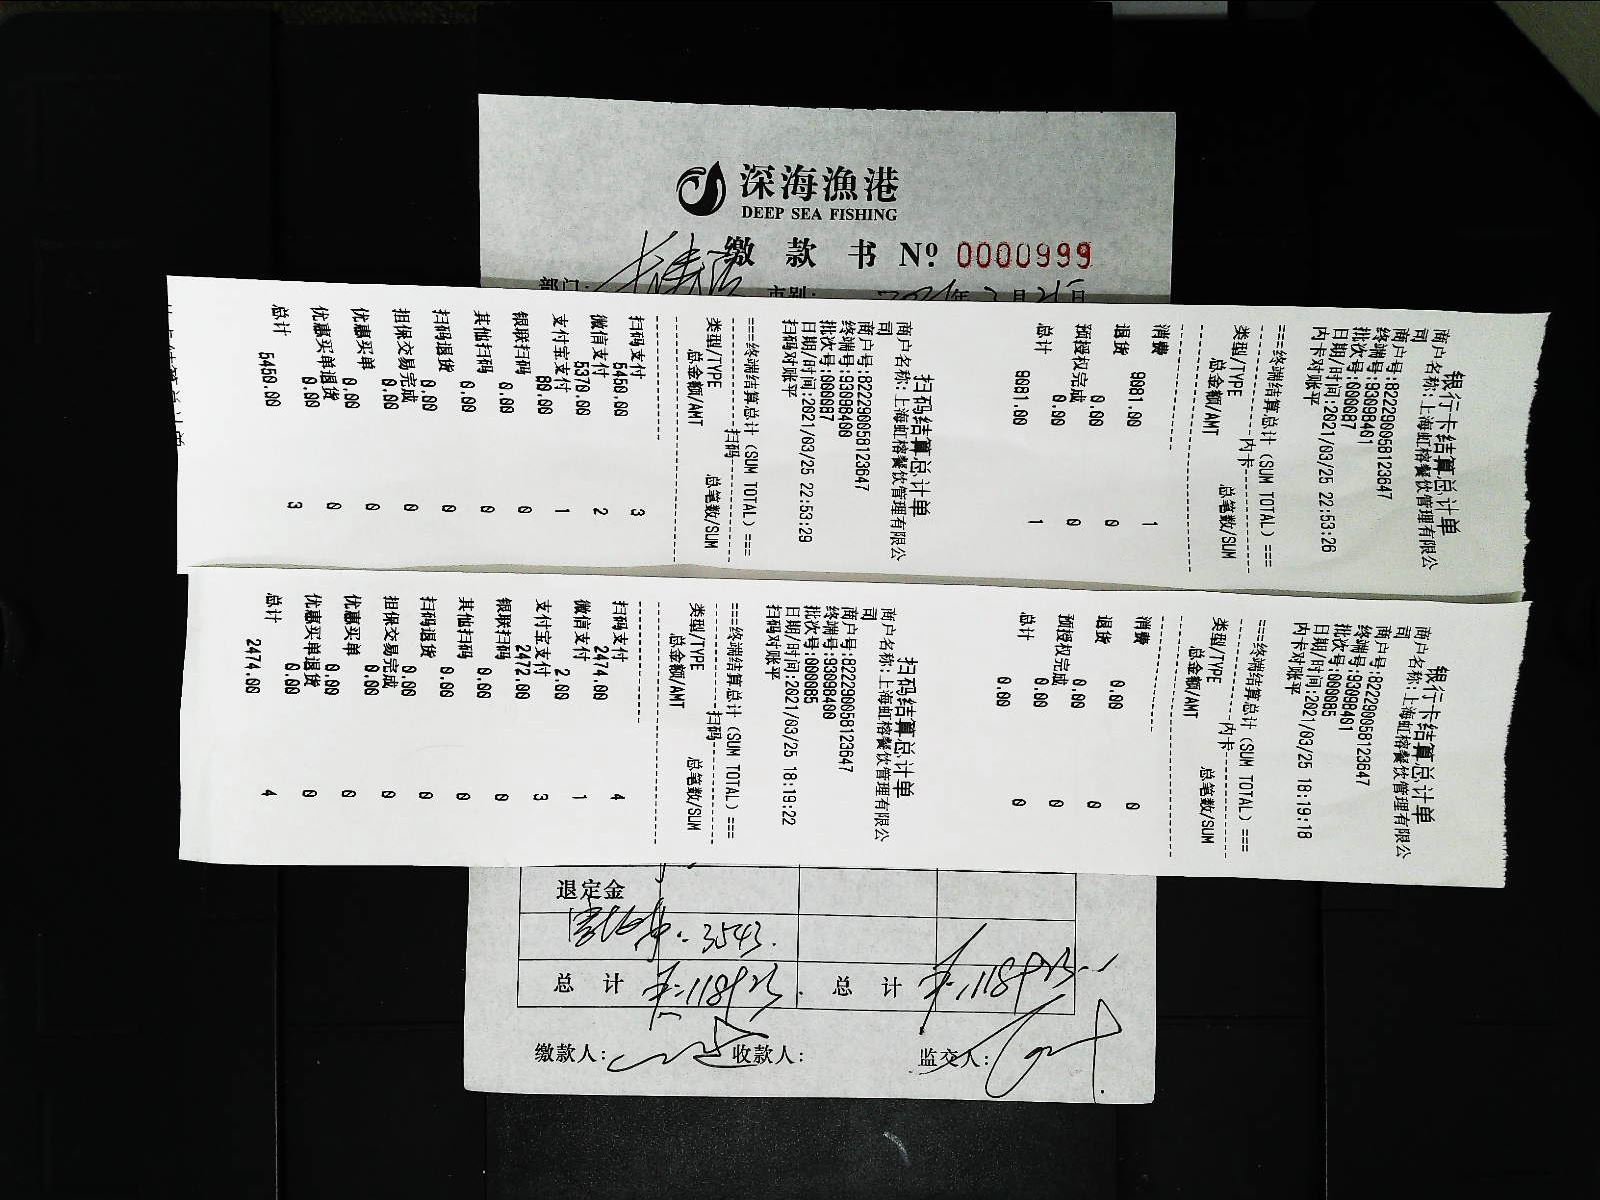 深海漁港
DEEP SEA FISHING
缴 款 书 Nº 0000999
部门:
市别: 年 月 日
银行卡结算总计单
商户名称:上海虹榕餐饮管理有限公
司
商户号:822290058123647
终端号:93098401
批次号:000087
日期/时间:2021/03/25 22:53:26
内卡对账平
===终端结算总计(SUM TOTAL)===
内卡
类型/TYPE 总笔数/SUM
总金额/AMT
消费 1
9081.00
退货 0
0.00
预授权完成 0
0.00
总计 1
9081.00
扫码结算总计单
商户名称:上海虹榕餐饮管理有限公
司
商户号:822290058123647
终端号:93098400
批次号:000087
日期/时间:2021/03/25 22:53:29
扫码对账平
===终端结算总计(SUM TOTAL)===
扫码
类型/TYPE 总笔数/SUM
总金额/AMT
扫码支付 3
5450.00
微信支付 2
5370.00
支付宝支付 1
80.00
银联扫码 0
0.00
其他扫码 0
0.00
扫码退货 0
0.00
担保交易完成 0
0.00
优惠买单 0
0.00
优惠买单退货 0
0.00
总计 3
5450.00
银行卡结算总计单
商户名称:上海虹榕餐饮管理有限公
司
商户号:822290058123647
终端号:93098401
批次号:000085
日期/时间:2021/03/25 18:19:18
内卡对账平
===终端结算总计(SUM TOTAL)===
内卡
类型/TYPE 总笔数/SUM
总金额/AMT
消费 0
0.00
退货 0
0.00
预授权完成 0
0.00
总计 0
0.00
扫码结算总计单
商户名称:上海虹榕餐饮管理有限公
司
商户号:822290058123647
终端号:93098400
批次号:000085
日期/时间:2021/03/25 18:19:22
扫码对账平
===终端结算总计(SUM TOTAL)===
扫码
类型/TYPE 总笔数/SUM
总金额/AMT
扫码支付 4
2474.00
微信支付 1
2.00
支付宝支付 3
2472.00
银联扫码 0
0.00
其他扫码 0
0.00
扫码退货 0
0.00
担保交易完成 0
0.00
优惠买单 0
0.00
优惠买单退货 0
0.00
总计 4
2474.00
退定金
3543.
总 计 总 计
缴款人: 收款人: 监交人: